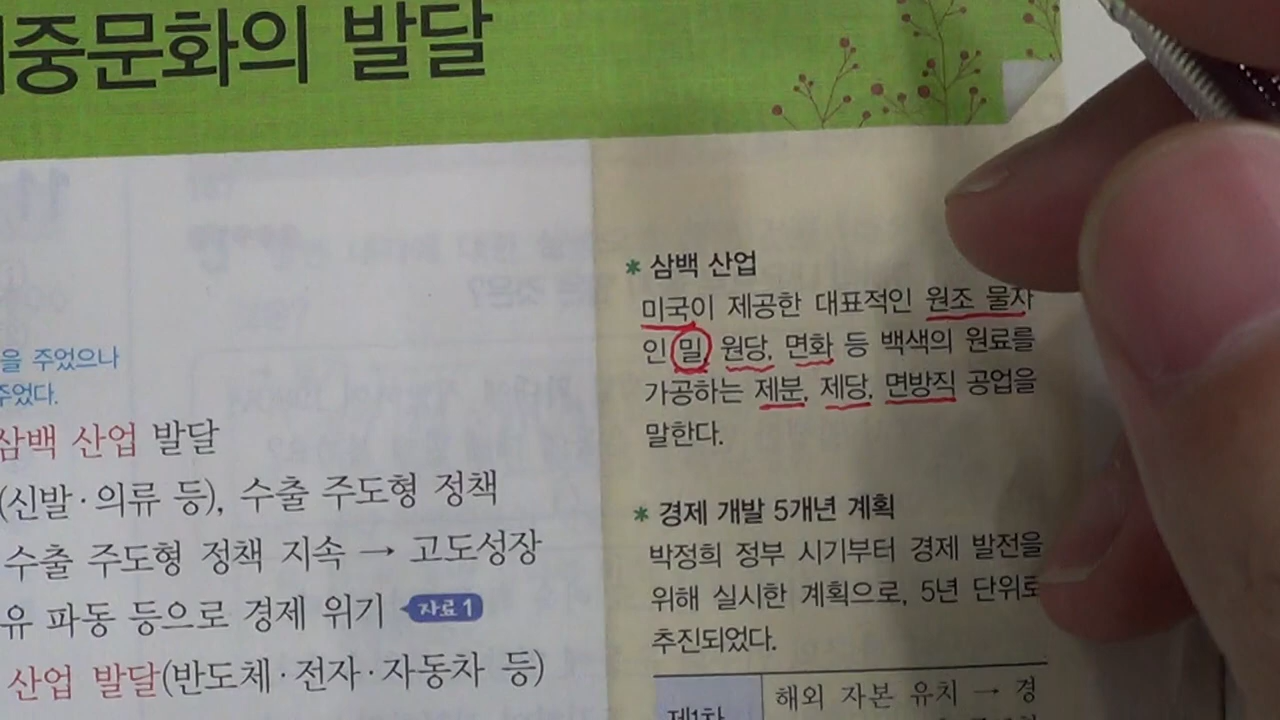 중문화의 발달
을 주었으나
주었다.
삼백 산업 발달
(신발·의류 등), 수출 주도형 정책
수출 주도형 정책 지속 → 고도성장
유 파동 등으로 경제 위기 자료1
산업 발달(반도체·전자·자동차 등)
* 삼백 산업
미국이 제공한 대표적인 원조 물자
인 밀, 원당, 면화 등 백색의 원료를
가공하는 제분, 제당, 면방직 공업을
말한다.
* 경제 개발 5개년 계획
박정희 정부 시기부터 경제 발전을
위해 실시한 계획으로, 5년 단위로
추진되었다.
제1차
해외 자본 유치 → 경